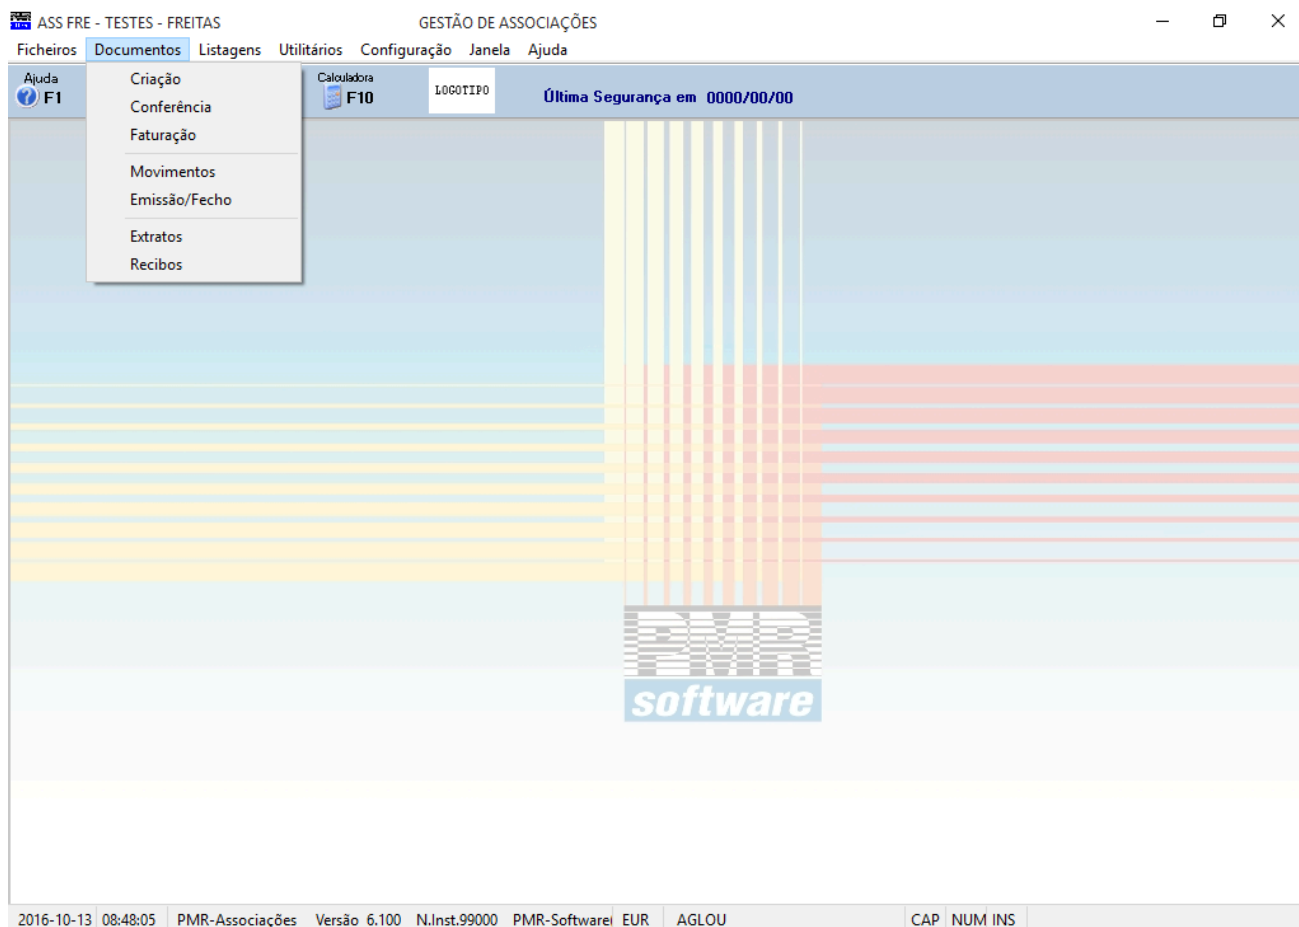 ASS FRE - TESTES - FREITAS GESTÃO DE ASSOCIAÇÕES
Ficheiros Documentos Listagens Utilitários Configuração Janela Ajuda
Ajuda
F1
Calculadora
F10
LOGOTIPO
Última Segurança em 0000/00/00
Criação
Conferência
Faturação
Movimentos
Emissão/Fecho
Extratos
Recibos
PMR
software
2016-10-13 08:48:05 PMR-Associações Versão 6.100 N.Inst.99000 PMR-Software( EUR AGLOU CAP NUM INS